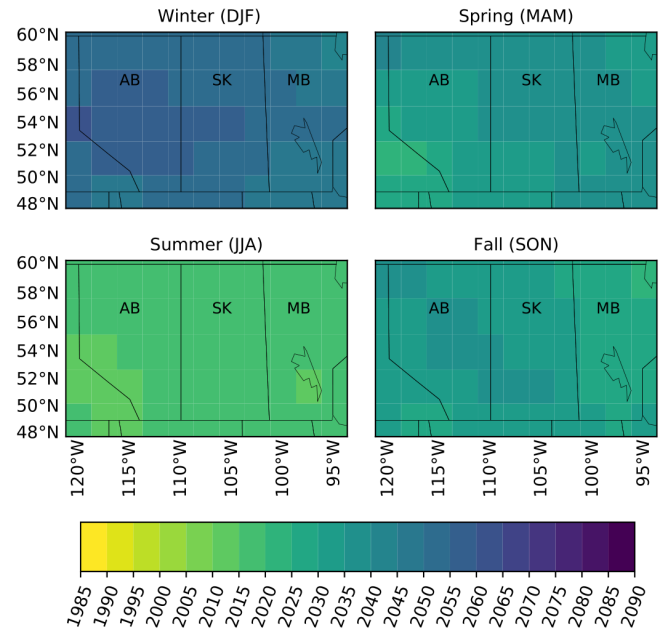 Winter (DJF)
Spring (MAM)
60°N
58°N
56°N
54°N
52°N
50°N
48°N
AB SK MB
AB SK MB
Summer (JJA)
Fall (SON)
60°N
58°N
56°N
54°N
52°N
50°N
48°N
AB SK MB
AB SK MB
120°W 115°W 110°W 105°W 100°W 95°W
120°W 115°W 110°W 105°W 100°W 95°W
1985 1990 1995 2000 2005 2010 2015 2020 2025 2030 2035 2040 2045 2050 2055 2060 2065 2070 2075 2080 2085 2090